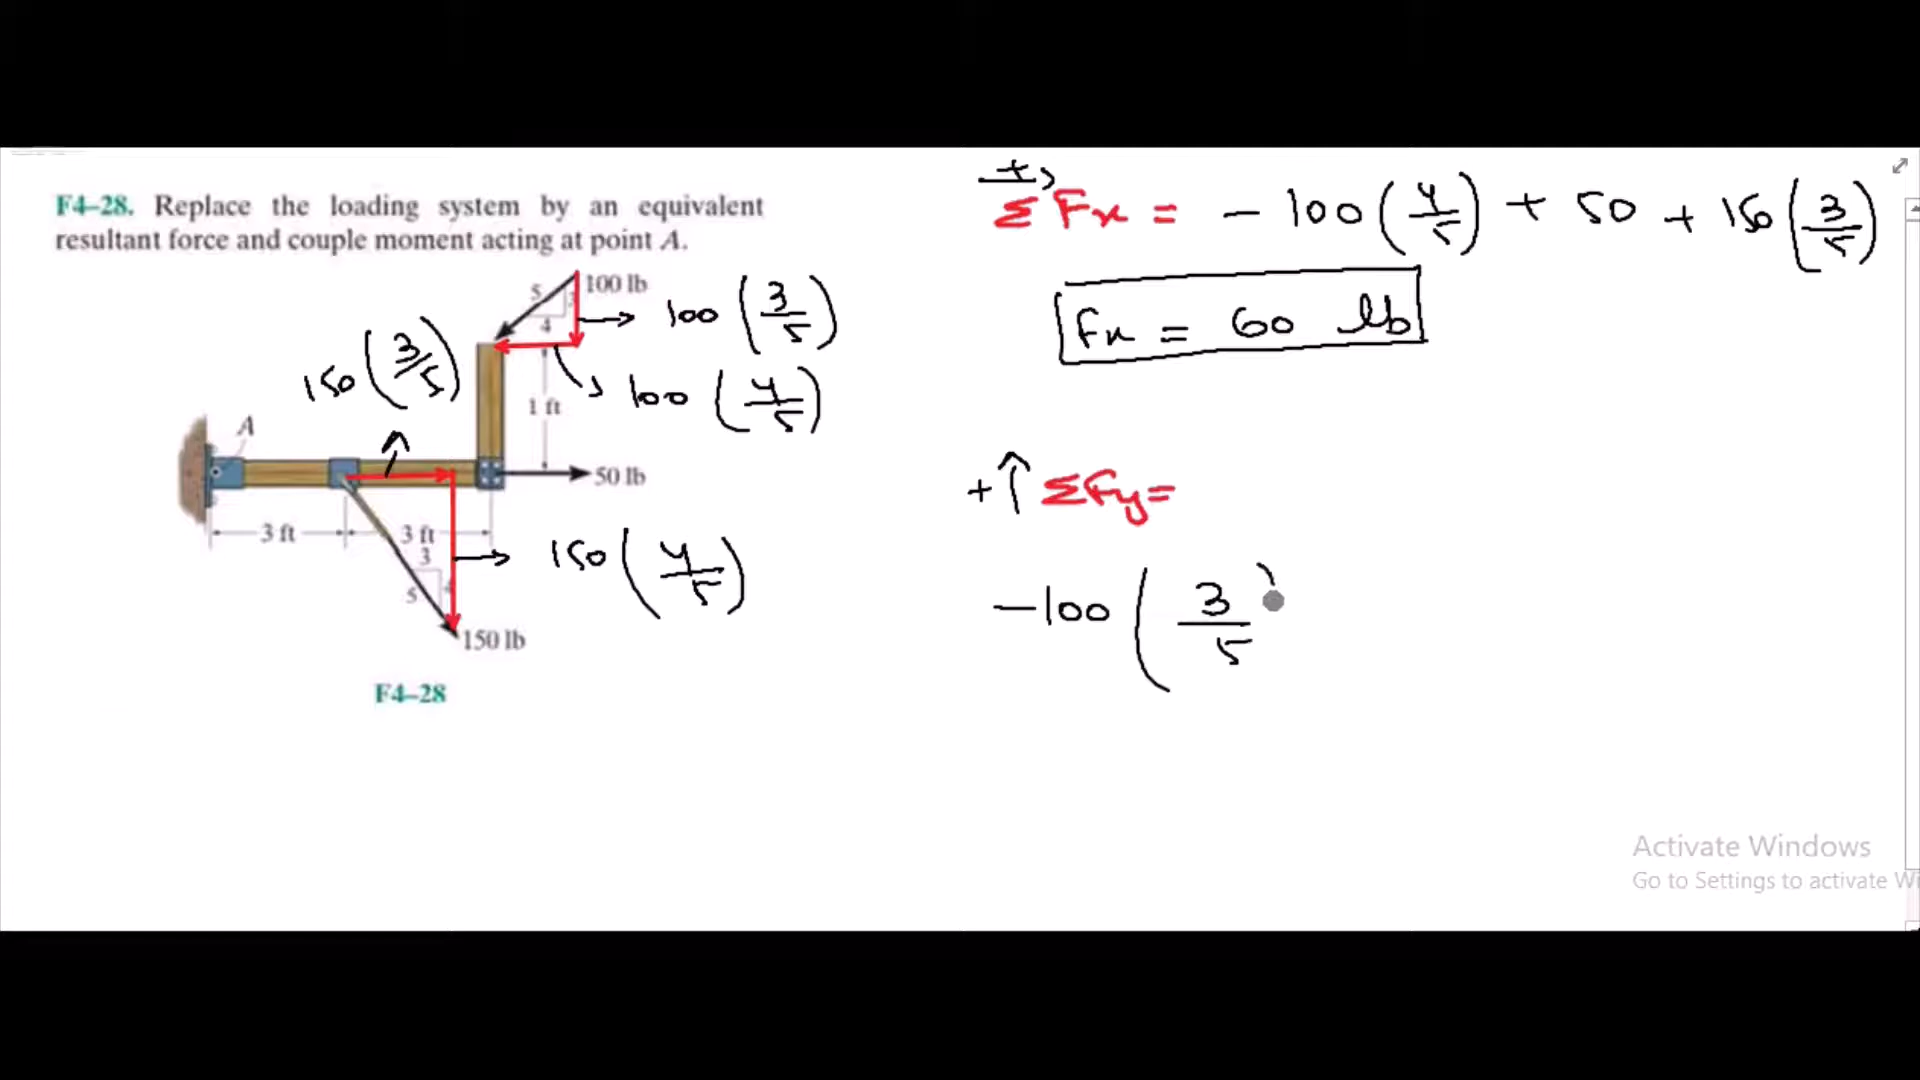 F4–28. Replace the loading system by an equivalent
resultant force and couple moment acting at point A.
100 lb
5
3
4
100 (3/5)
100 (4/5)
150 (3/5)
1 ft
A
50 lb
3 ft
3 ft
3
4
5
150 (4/5)
150 lb
F4–28
+→ ΣFx = - 100 (4/5) + 50 + 150 (3/5)
Fx = 60 lb
+↑ ΣFy =
-100 (3/5)
Activate Windows
Go to Settings to activate Wi